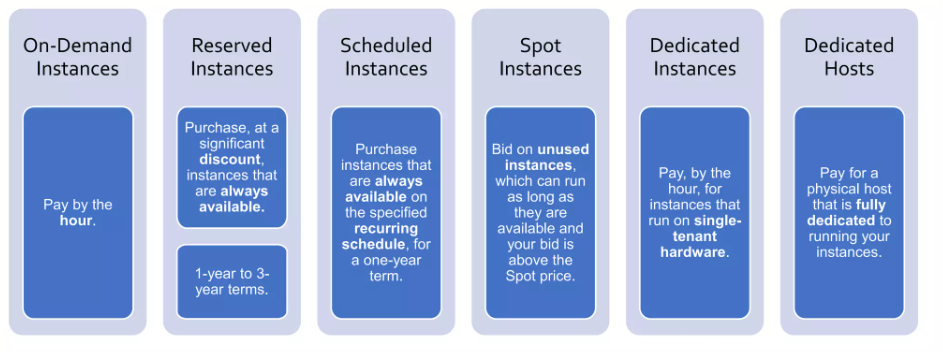 On-Demand
Instances
Pay by the
hour.
Reserved
Instances
Purchase, at a
significant
discount,
instances that
are always
available.
1-year to 3-
year terms.
Scheduled
Instances
Purchase
instances that
are always
available on
the specified
recurring
schedule, for
a one-year
term.
Spot
Instances
Bid on unused
instances,
which can run
as long as
they are
available and
your bid is
above the
Spot price.
Dedicated
Instances
Pay, by the
hour, for
instances that
run on single-
tenant
hardware.
Dedicated
Hosts
Pay for a
physical host
that is fully
dedicated to
running your
instances.